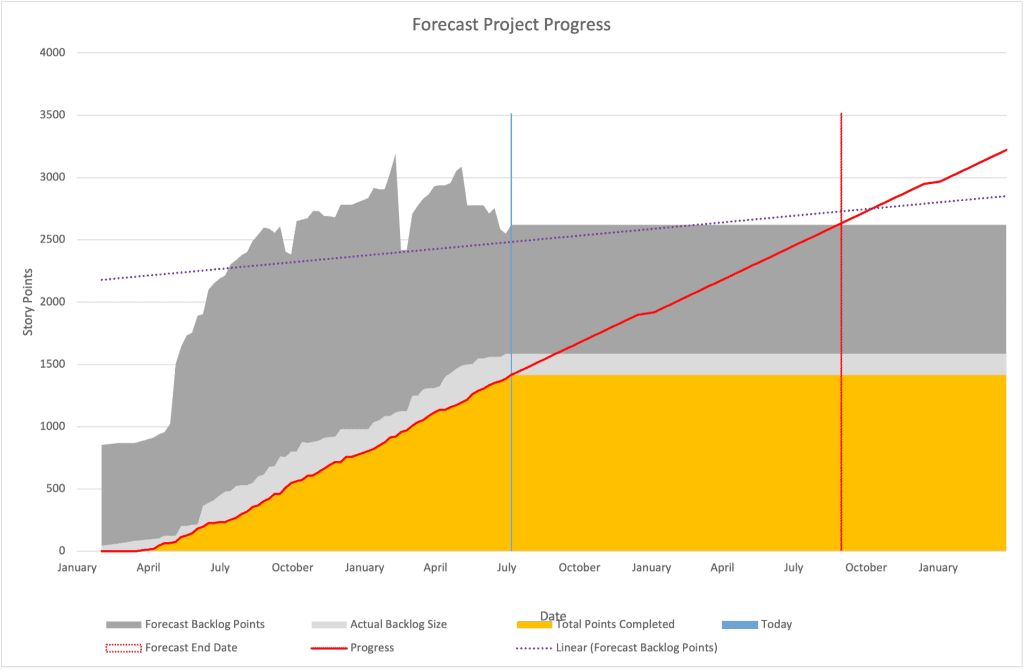 Forecast Project Progress
4000
3500
3000
2500
2000
1500
1000
500
0
Story Points
January April July October January April July October January April July October January
Date
Forecast Backlog Points Actual Backlog Size Total Points Completed Today
Forecast End Date Progress Linear (Forecast Backlog Points)